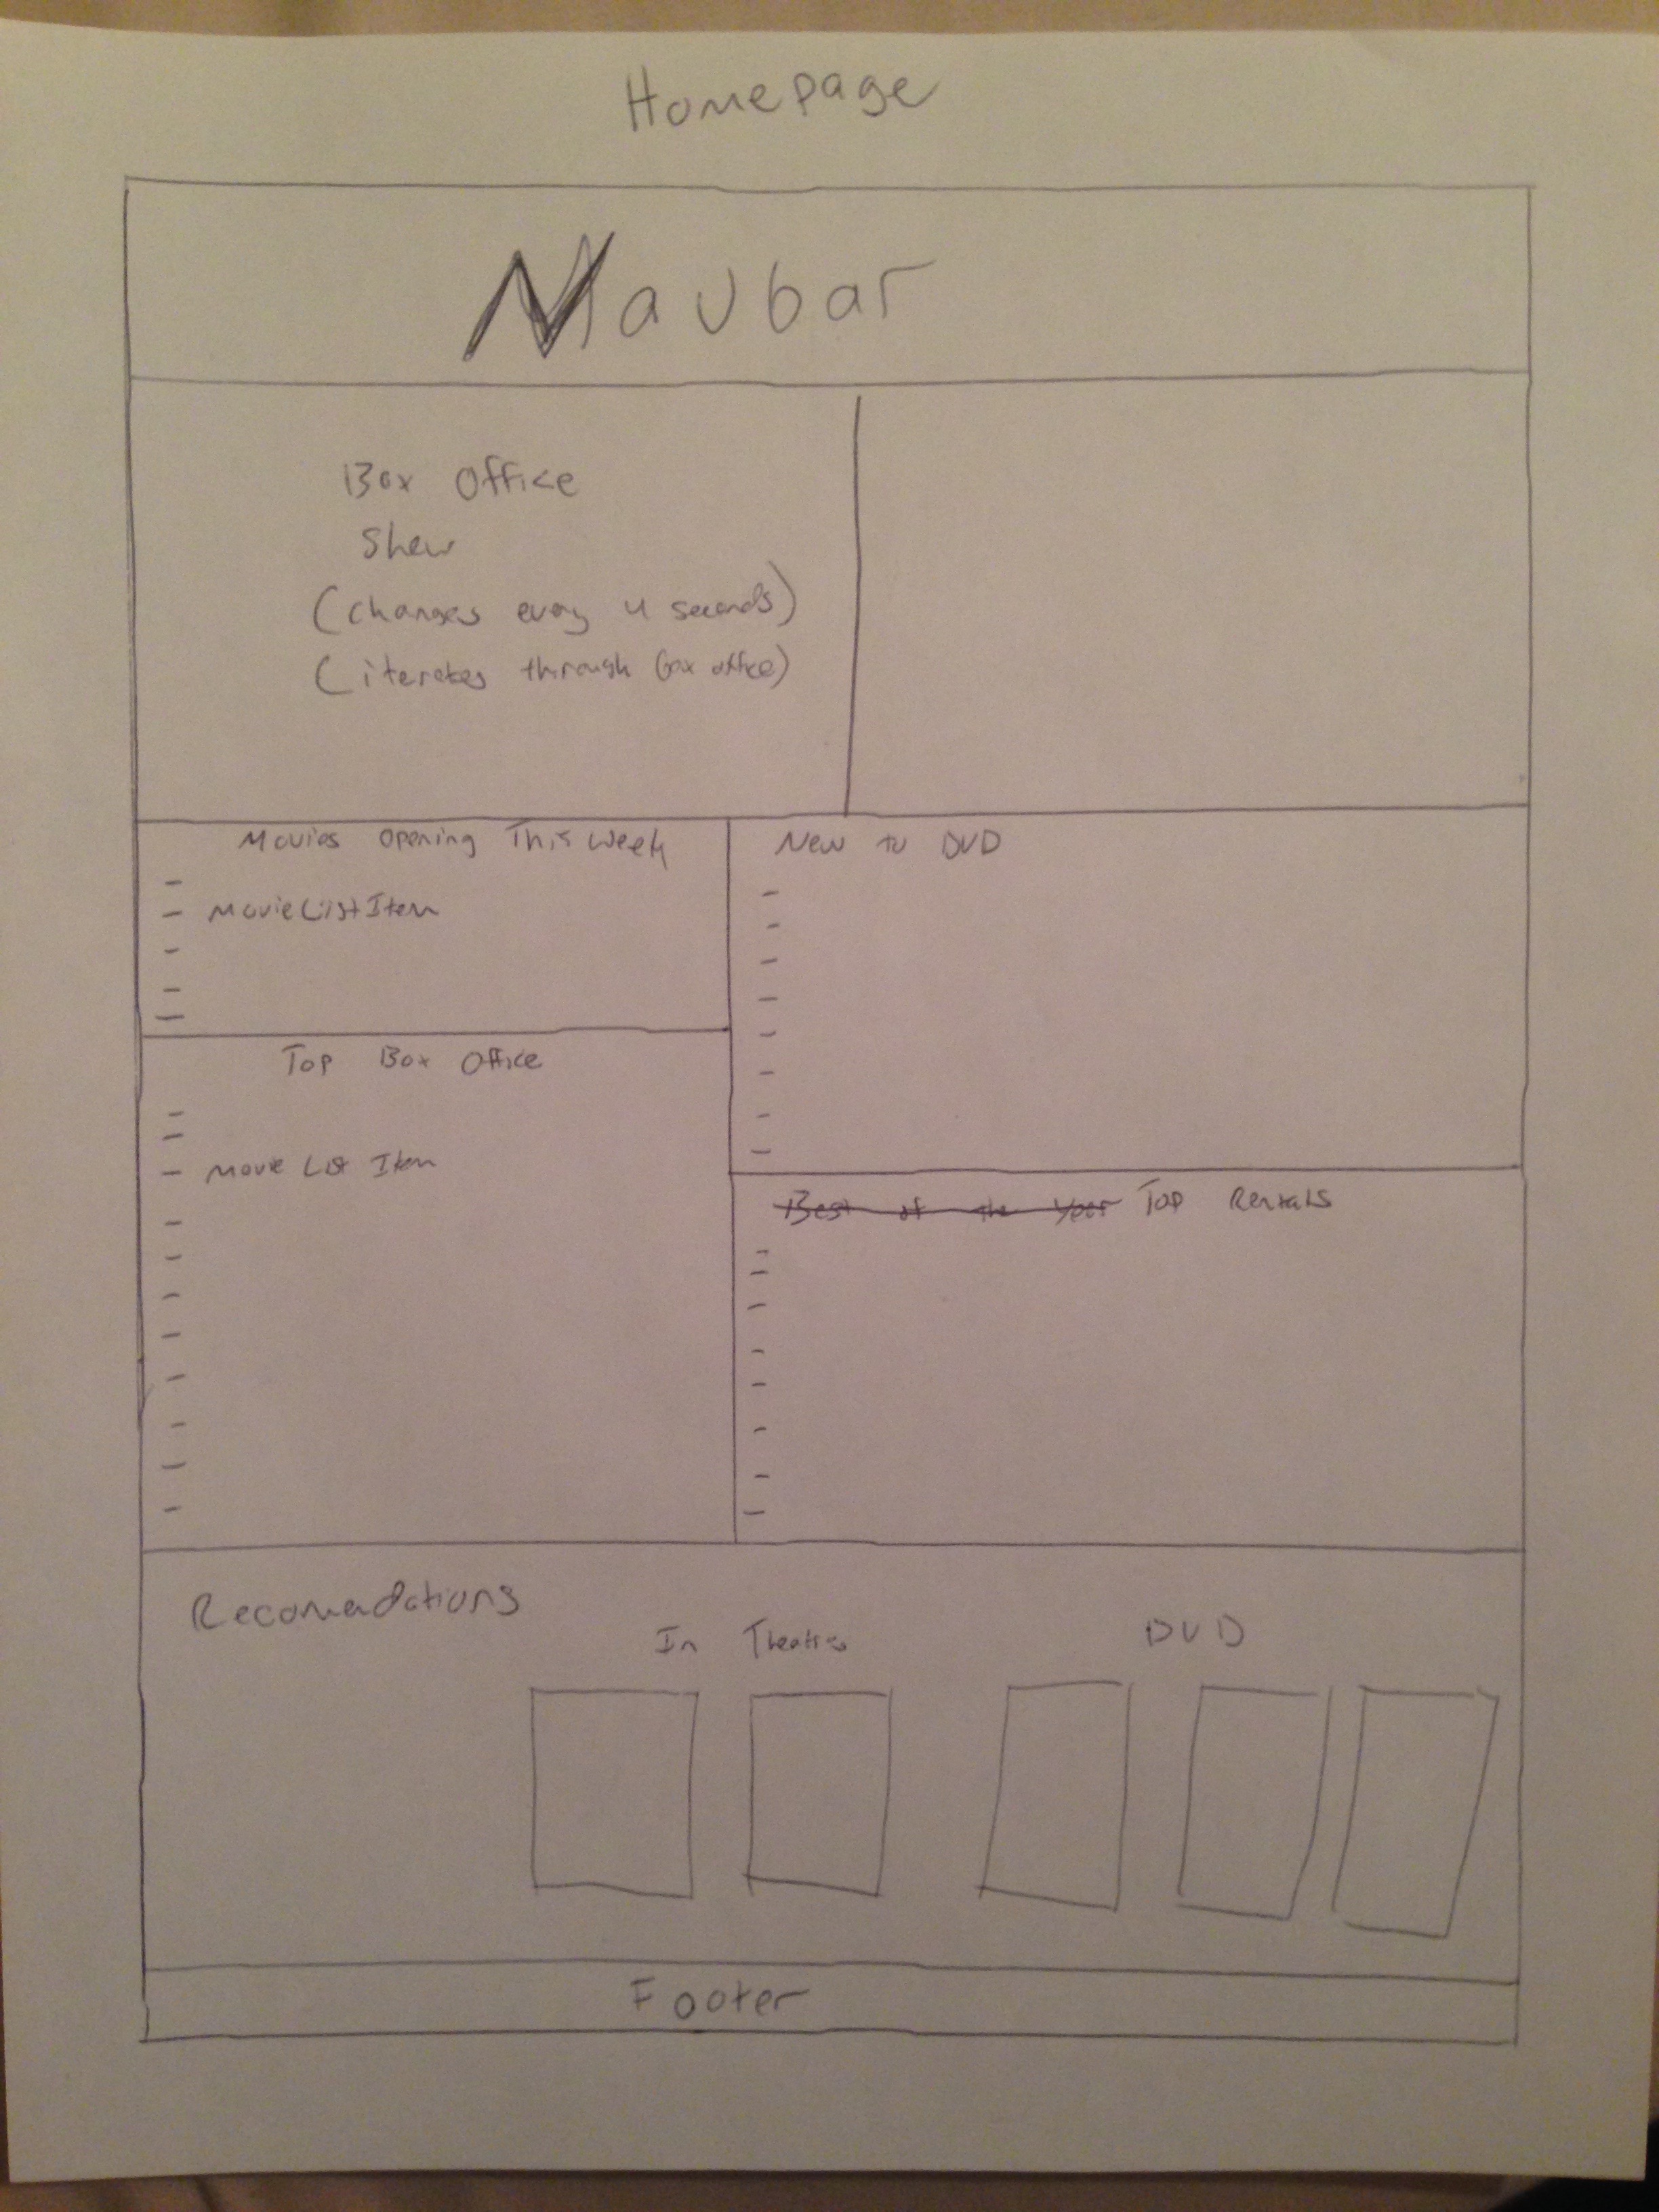 Homepage
Navbar
Box Office
Show
(changes every 4 seconds)
(iterates through box office)
Movies Opening This Week
MovieListItem
New to DVD
Top Box Office
Movie List Item
Best of the Year Top Rentals
Recomendations
In Theatres
DVD
Footer